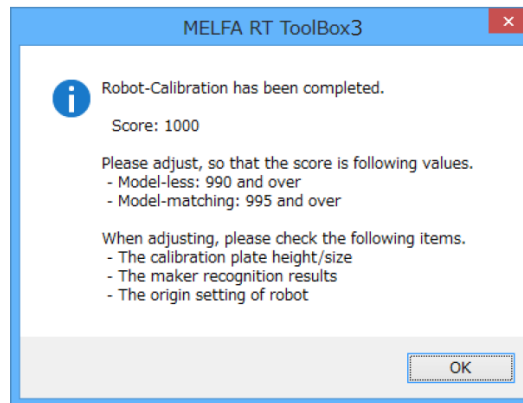 MELFA RT ToolBox3
Robot-Calibration has been completed.
Score: 1000
Please adjust, so that the score is following values.
- Model-less: 990 and over
- Model-matching: 995 and over
When adjusting, please check the following items.
- The calibration plate height/size
- The maker recognition results
- The origin setting of robot
OK